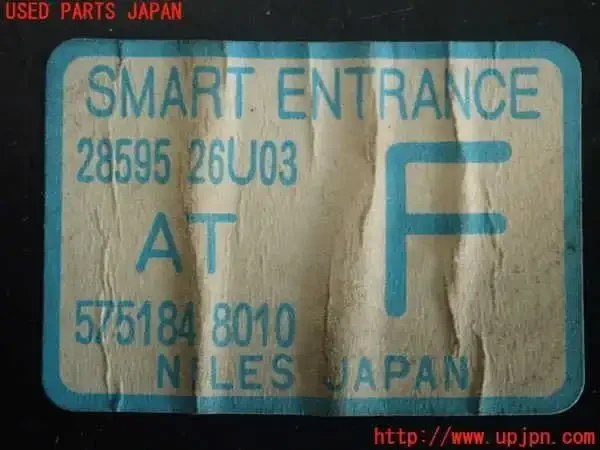 USED PARTS JAPAN
SMART ENTRANCE
28595 26U03
F
AT
575184 8010
NILES JAPAN
http://www.upjpn.com